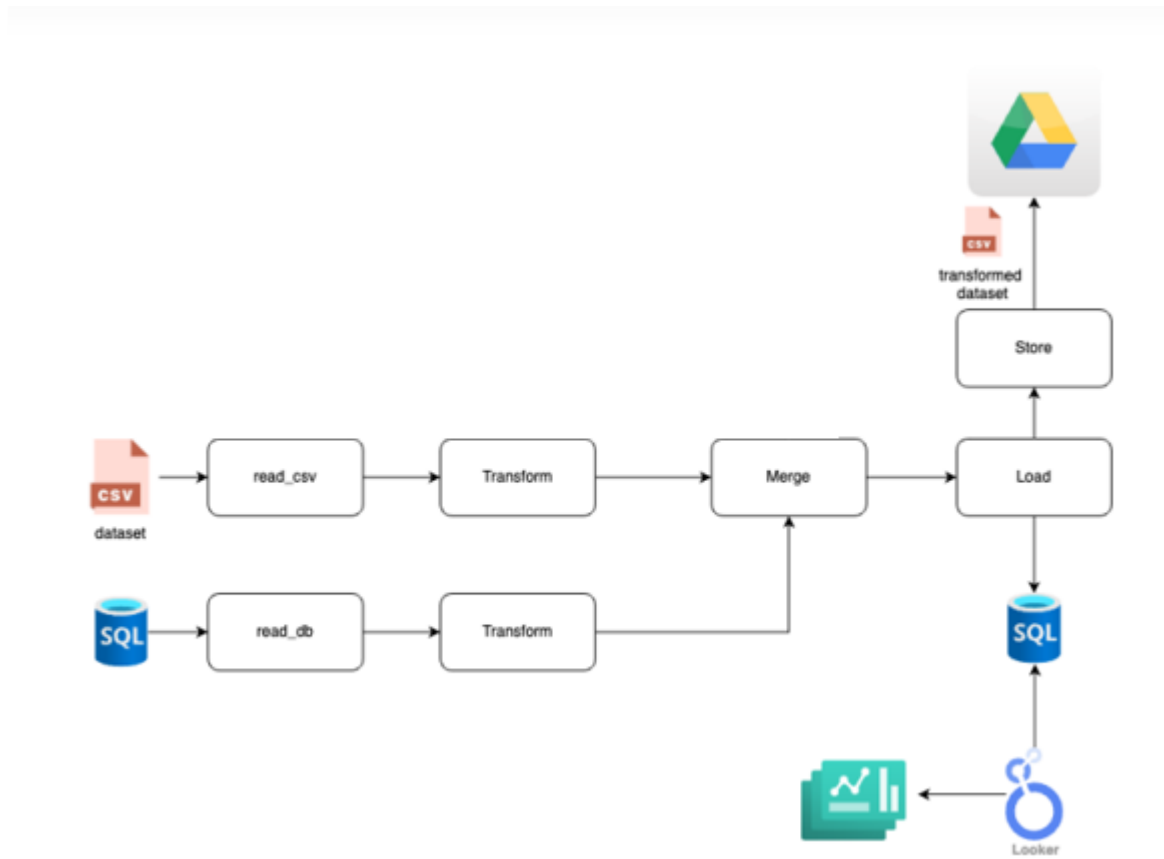 CSV
transformed
dataset
Store
CSV
dataset
read_csv
Transform
Merge
Load
SQL
read_db
Transform
SQL
Looker